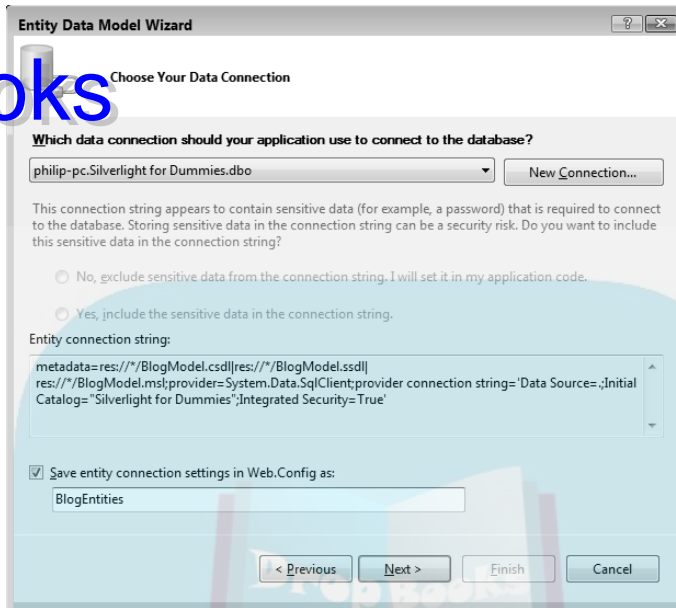 Entity Data Model Wizard
Choose Your Data Connection
oks
Which data connection should your application use to connect to the database?
philip-pc.Silverlight for Dummies.dbo
New Connection...
This connection string appears to contain sensitive data (for example, a password) that is required to connect
to the database. Storing sensitive data in the connection string can be a security risk. Do you want to include
this sensitive data in the connection string?
No, exclude sensitive data from the connection string. I will set it in my application code.
Yes, include the sensitive data in the connection string.
Entity connection string:
metadata=res://*/BlogModel.csdl|res://*/BlogModel.ssdl|
res://*/BlogModel.msl;provider=System.Data.SqlClient;provider connection string='Data Source=.;Initial
Catalog="Silverlight for Dummies";Integrated Security=True'
Save entity connection settings in Web.Config as:
BlogEntities
< Previous
Next >
Finish
Cancel
Drop Books